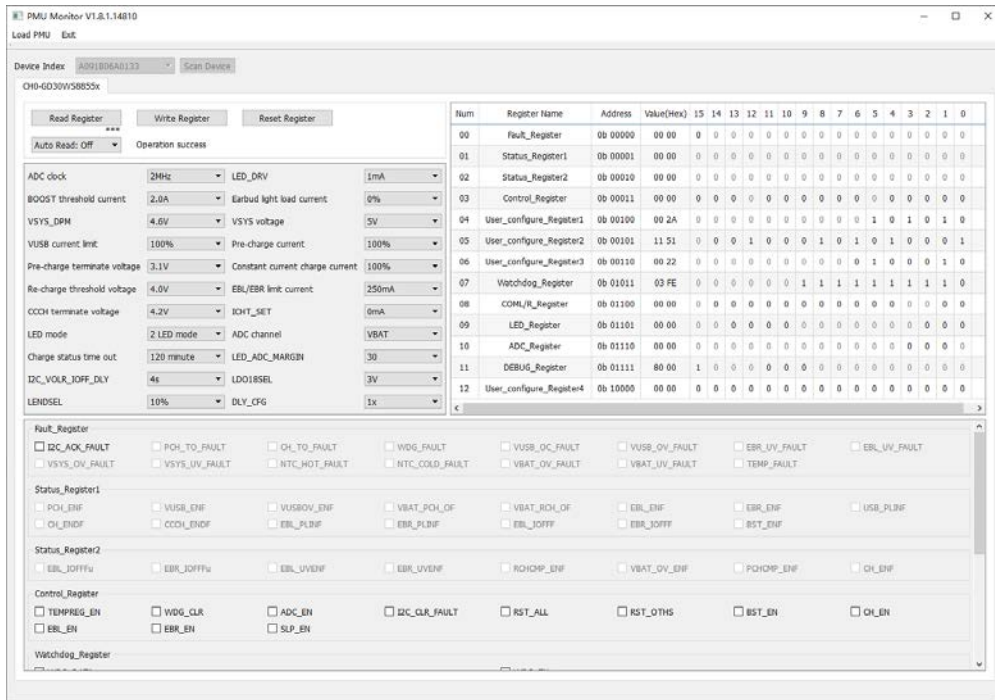 PMU Monitor V1.8.1.14810
Load PMU Exit
Device Index A091B06A0133 Scan Device
CH0-GD30WS8855x
Read Register Write Register Reset Register
Auto Read: Off Operation success
ADC clock 2MHz LED_DRV 1mA
BOOST threshold current 2.0A Earbud light load current 0%
VSYS_DPM 4.6V VSYS voltage 5V
VUSB current limit 100% Pre-charge current 100%
Pre-charge terminate voltage 3.1V Constant current charge current 100%
Re-charge threshold voltage 4.0V EBL/EBR limit current 250mA
CCCH terminate voltage 4.2V ICHT_SET 0mA
LED mode 2 LED mode ADC channel VBAT
Charge status time out 120 minute LED_ADC_MARGIN 30
I2C_VOLR_IOFF_DLY 4s LDO18SEL 3V
LENDSEL 10% DLY_CFG 1x
Num Register Name Address Value(Hex) 15 14 13 12 11 10 9 8 7 6 5 4 3 2 1 0
00 Fault_Register 0b 00000 00 00 0 0 0 0 0 0 0 0 0 0 0 0 0 0 0 0
01 Status_Register1 0b 00001 00 00 0 0 0 0 0 0 0 0 0 0 0 0 0 0 0 0
02 Status_Register2 0b 00010 00 00 0 0 0 0 0 0 0 0 0 0 0 0 0 0 0 0
03 Control_Register 0b 00011 00 00 0 0 0 0 0 0 0 0 0 0 0 0 0 0 0 0
04 User_configure_Register1 0b 00100 00 2A 0 0 0 0 0 0 0 0 0 0 1 0 1 0 1 0
05 User_configure_Register2 0b 00101 11 51 0 0 0 1 0 0 0 1 0 1 0 1 0 0 0 1
06 User_configure_Register3 0b 00110 00 22 0 0 0 0 0 0 0 0 0 0 1 0 0 0 1 0
07 Watchdog_Register 0b 01011 03 FE 0 0 0 0 0 0 1 1 1 1 1 1 1 1 1 0
08 COML/R_Register 0b 01100 00 00 0 0 0 0 0 0 0 0 0 0 0 0 0 0 0 0
09 LED_Register 0b 01101 00 00 0 0 0 0 0 0 0 0 0 0 0 0 0 0 0 0
10 ADC_Register 0b 01110 00 00 0 0 0 0 0 0 0 0 0 0 0 0 0 0 0 0
11 DEBUG_Register 0b 01111 80 00 1 0 0 0 0 0 0 0 0 0 0 0 0 0 0 0
12 User_configure_Register4 0b 10000 00 00 0 0 0 0 0 0 0 0 0 0 0 0 0 0 0 0
Fault_Register
I2C_ACK_FAULT PCH_TO_FAULT CH_TO_FAULT WDG_FAULT VUSB_OC_FAULT VUSB_OV_FAULT EBR_UV_FAULT EBL_UV_FAULT
VSYS_OV_FAULT VSYS_UV_FAULT NTC_HOT_FAULT NTC_COLD_FAULT VBAT_OV_FAULT VBAT_UV_FAULT TEMP_FAULT
Status_Register1
PCH_ENF VUSB_ENF VUSBOV_ENF VBAT_PCH_OF VBAT_RCH_OF EBL_ENF EBR_ENF USB_PLINF
CH_ENDF CCCH_ENDF EBL_PLINF EBR_PLINF EBL_IOFFF EBR_IOFFF BST_ENF
Status_Register2
EBL_IOFFFu EBR_IOFFFu EBL_UVENF EBR_UVENF RCHCMP_ENF VBAT_OV_ENF PCHCMP_ENF CH_ENF
Control_Register
TEMPREG_EN WDG_CLR ADC_EN I2C_CLR_FAULT RST_ALL RST_OTHS BST_EN CH_EN
EBL_EN EBR_EN SLP_EN
Watchdog_Register